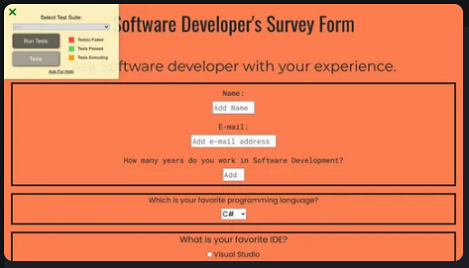 Select Test Suite:
Run Tests
Test(s) Failed
Tests Passed
Tests
Tests Executing
Ask For Help
Software Developer's Survey Form
Software developer with your experience.
Name:
Add Name
E-mail:
Add e-mail address
How many years do you work in Software Development?
Add
Which is your favorite programming language?
C#
What is your favorite IDE?
Visual Studio